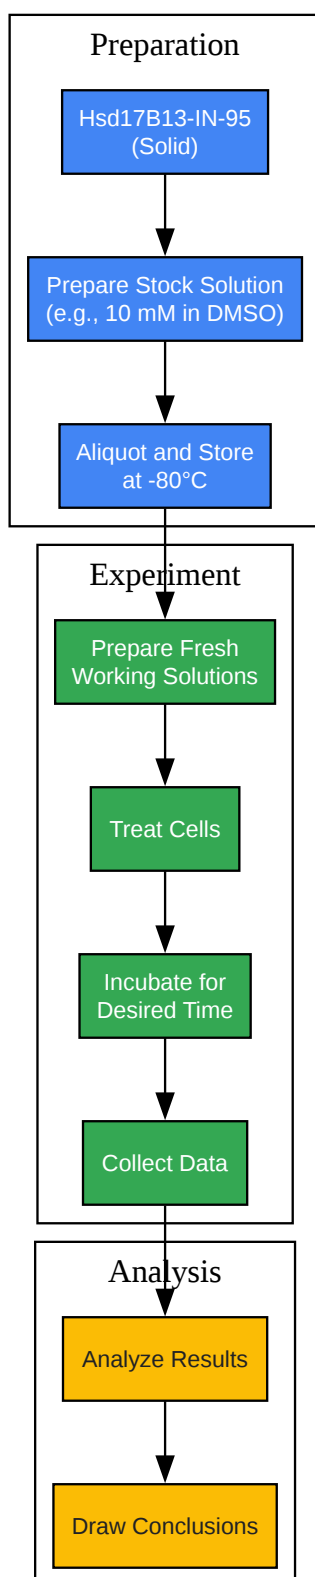 Preparation
Hsd17B13-IN-95
(Solid)
Prepare Stock Solution
(e.g., 10 mM in DMSO)
Aliquot and Store
at -80°C
Experiment
Prepare Fresh
Working Solutions
Treat Cells
Incubate for
Desired Time
Collect Data
Analysis
Analyze Results
Draw Conclusions